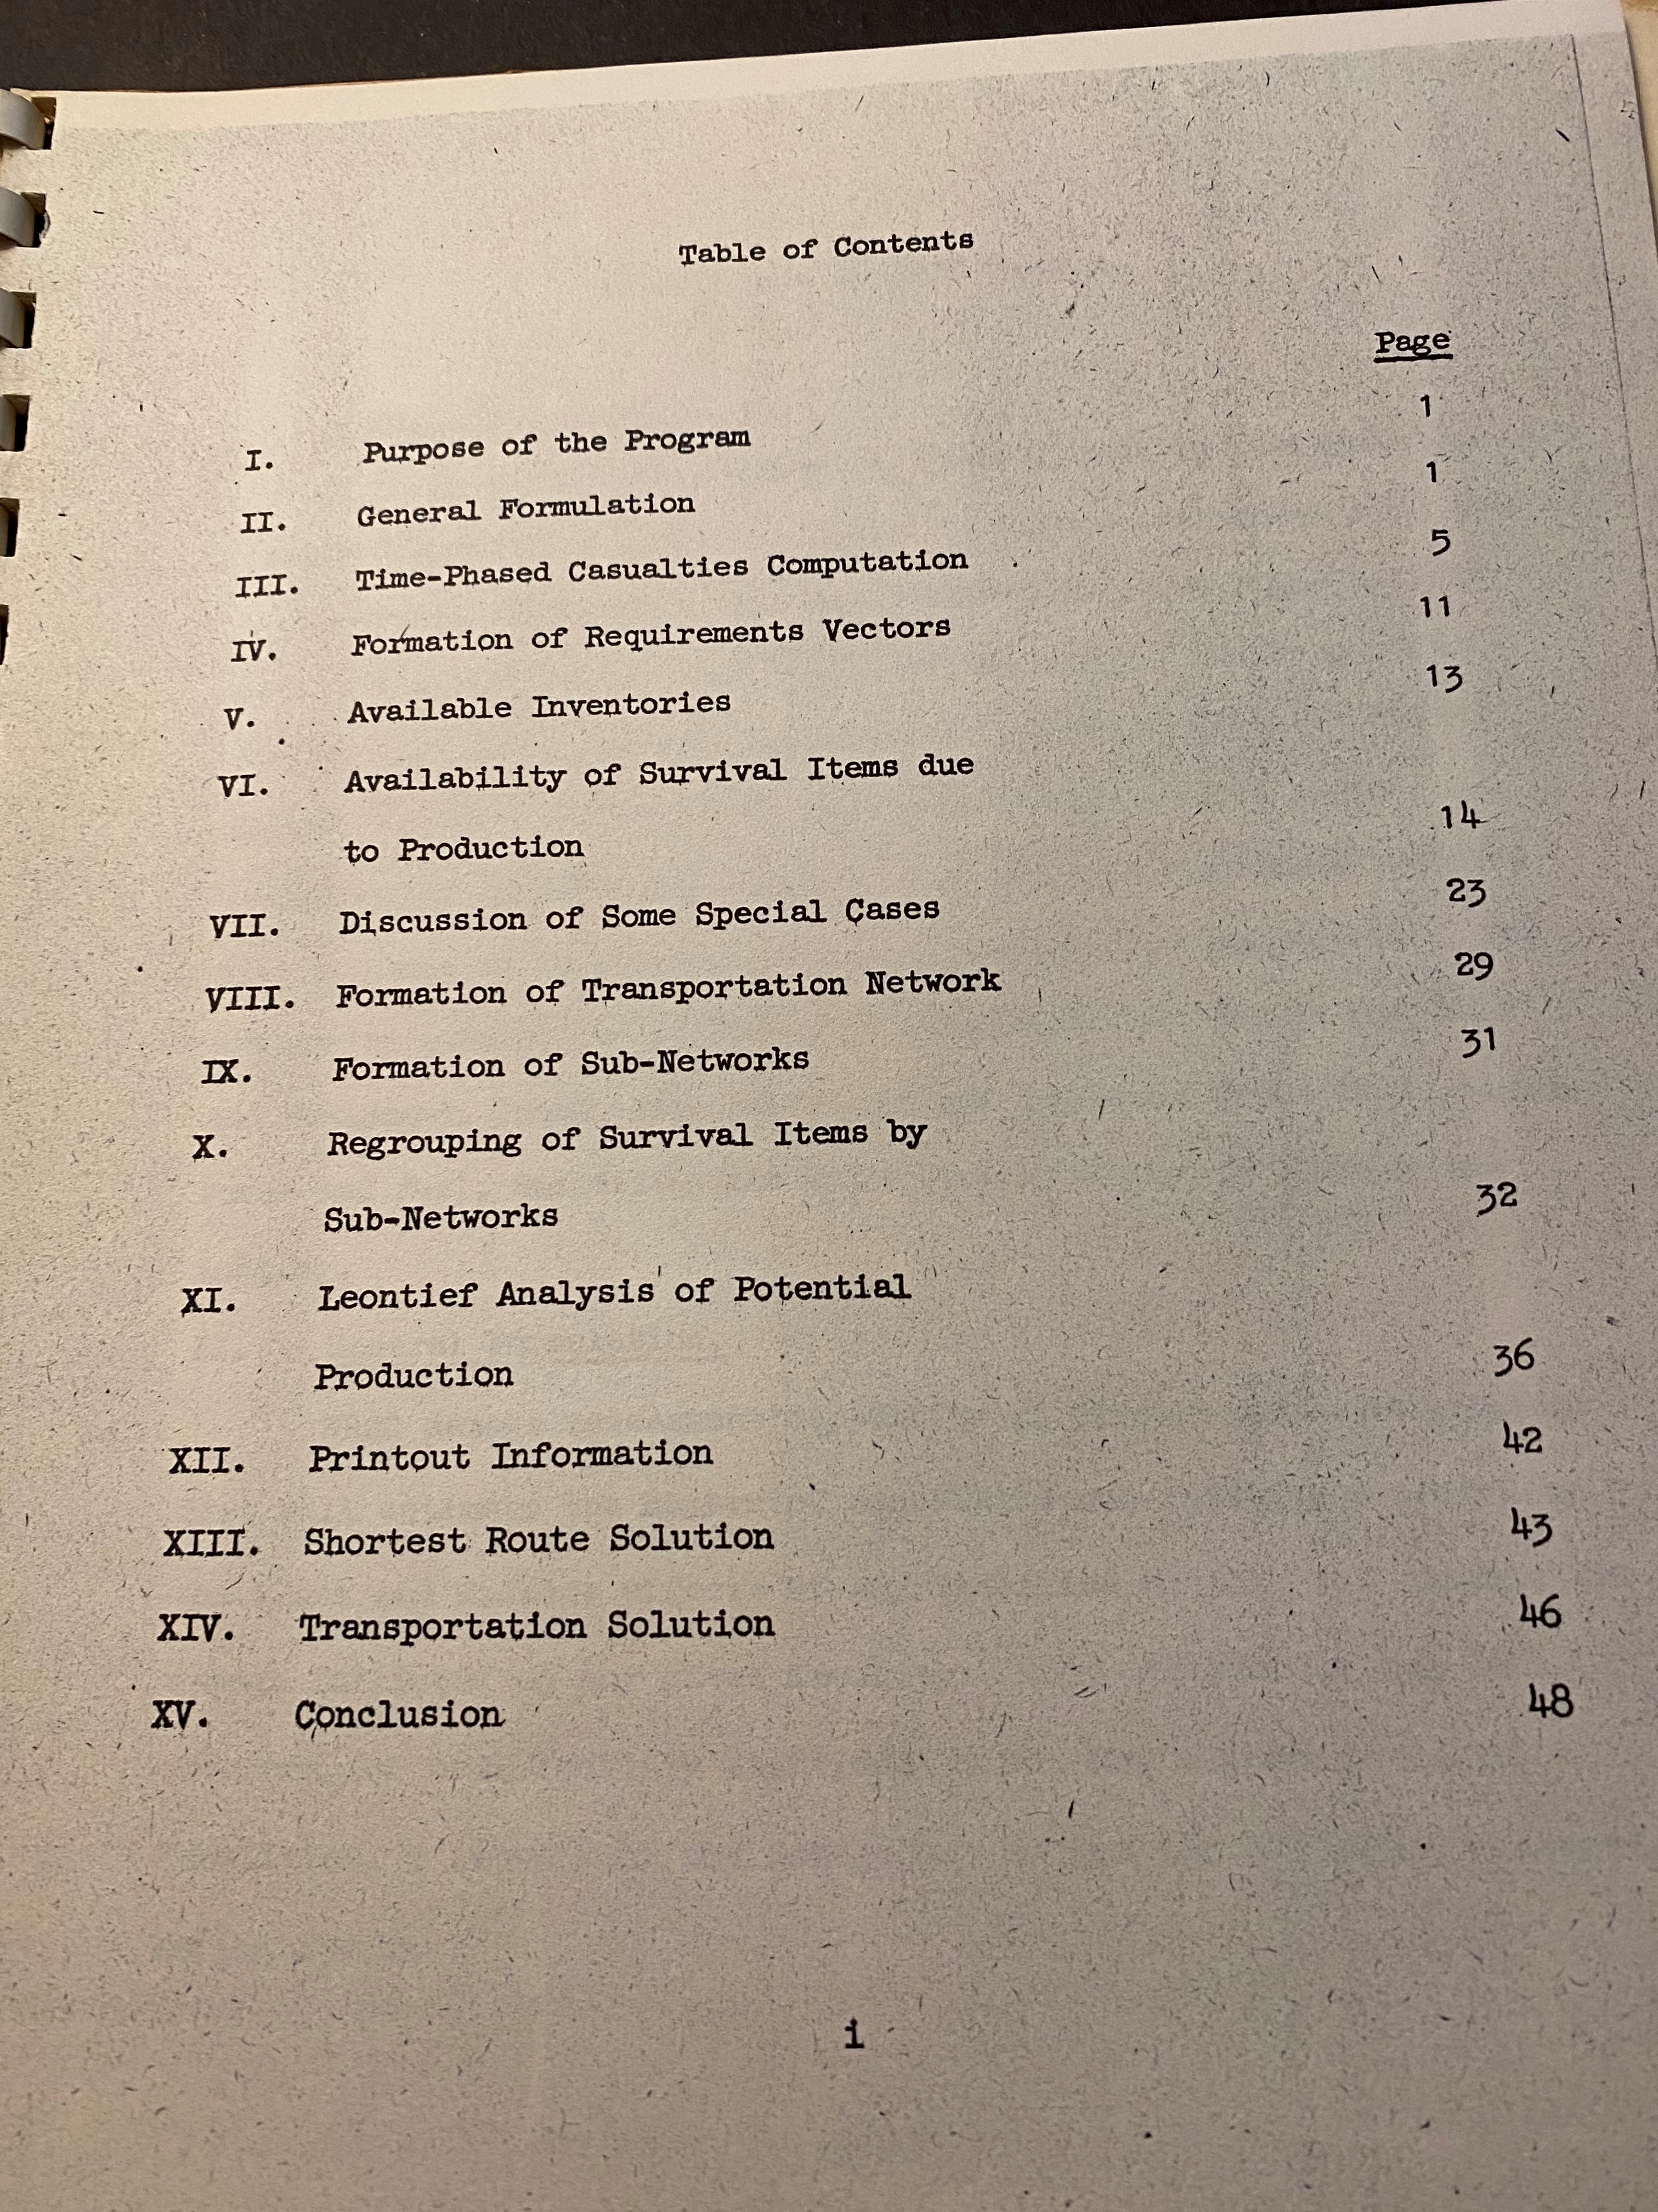 Table of Contents
Page
I. Purpose of the Program 1
II. General Formulation 1
III. Time-Phased Casualties Computation 5
IV. Formation of Requirements Vectors 11
V. Available Inventories 13
VI. Availability of Survival Items due
to Production 14
VII. Discussion of Some Special Cases 23
VIII. Formation of Transportation Network 29
IX. Formation of Sub-Networks 31
X. Regrouping of Survival Items by
Sub-Networks 32
XI. Leontief Analysis of Potential
Production 36
XII. Printout Information 42
XIII. Shortest Route Solution 43
XIV. Transportation Solution 46
XV. Conclusion 48
i